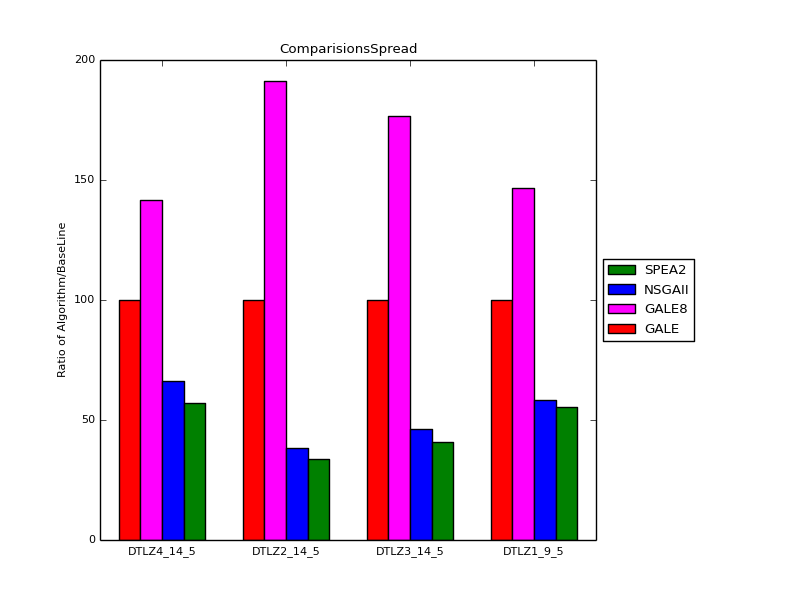 ComparisionsSpread
200
150
100
50
0
Ratio of Algorithm/BaseLine
DTLZ4_14_5
DTLZ2_14_5
DTLZ3_14_5
DTLZ1_9_5
SPEA2
NSGAII
GALE8
GALE